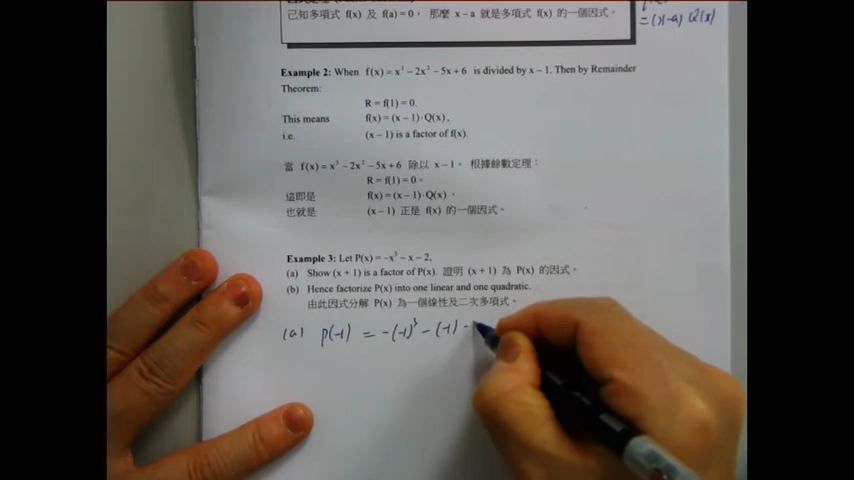 己知多項式 f(x) 及 f(a) = 0， 那麼 x – a 就是多項式 f(x) 的一個因式。
= (x-a) Q(x)
Example 2: When f(x) = x³ – 2x² – 5x + 6 is divided by x – 1. Then by Remainder
Theorem:
R = f(1) = 0.
This means f(x) = (x – 1)·Q(x),
i.e. (x – 1) is a factor of f(x).
當 f(x) = x³ – 2x² – 5x + 6 除以 x – 1。 根據餘數定理：
R = f(1) = 0。
這即是 f(x) = (x – 1)·Q(x)。
也就是 (x – 1) 正是 f(x) 的一個因式。
Example 3: Let P(x) = –x³ – x – 2,
(a) Show (x + 1) is a factor of P(x). 證明 (x + 1) 為 P(x) 的因式。
(b) Hence factorize P(x) into one linear and one quadratic.
由此因式分解 P(x) 為一個線性及二次多項式。
(a) P(-1) = -(-1)³ - (-1) -